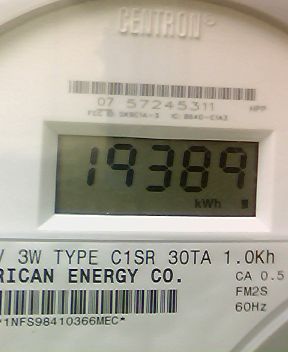 CENTRON®
07 57245311 NPP
19389
kWh
V 3W TYPE C1SR 30TA 1.0Kh
RICAN ENERGY CO. CA 0.5
FM2S
*1NFS98410366MEC* 60Hz